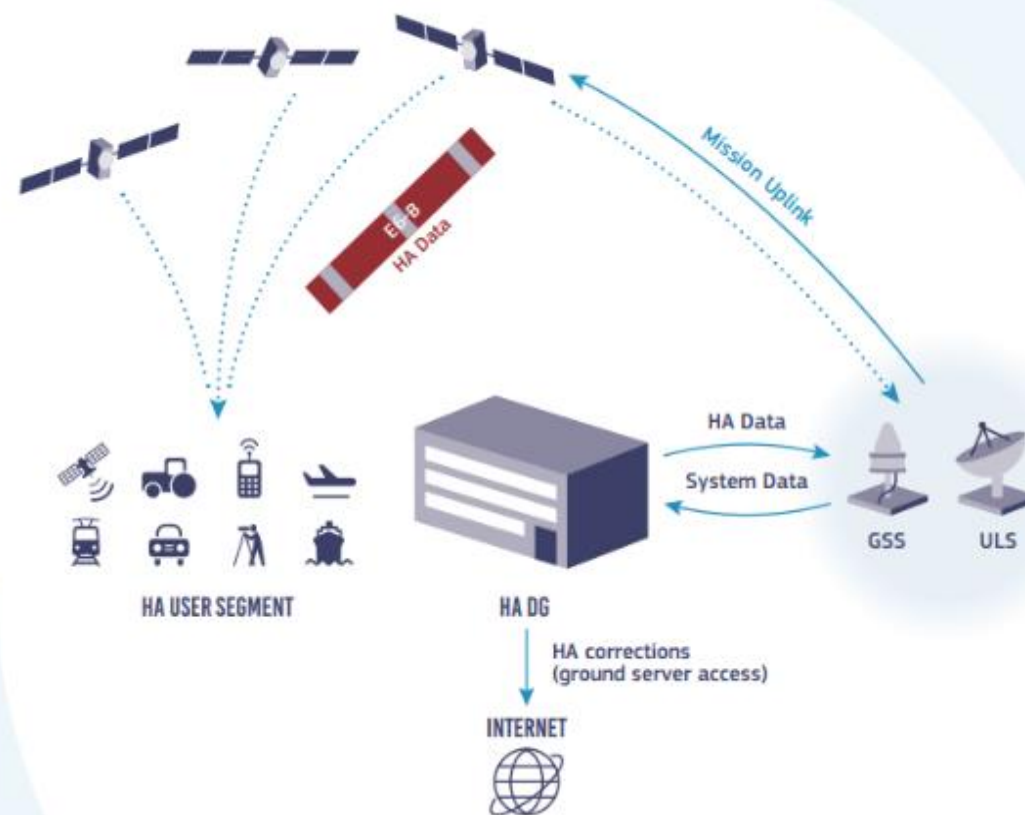 Mission Uplink
E6-B
HA Data
HA Data
System Data
GSS
ULS
HA USER SEGMENT
HA DG
HA corrections
(ground server access)
INTERNET